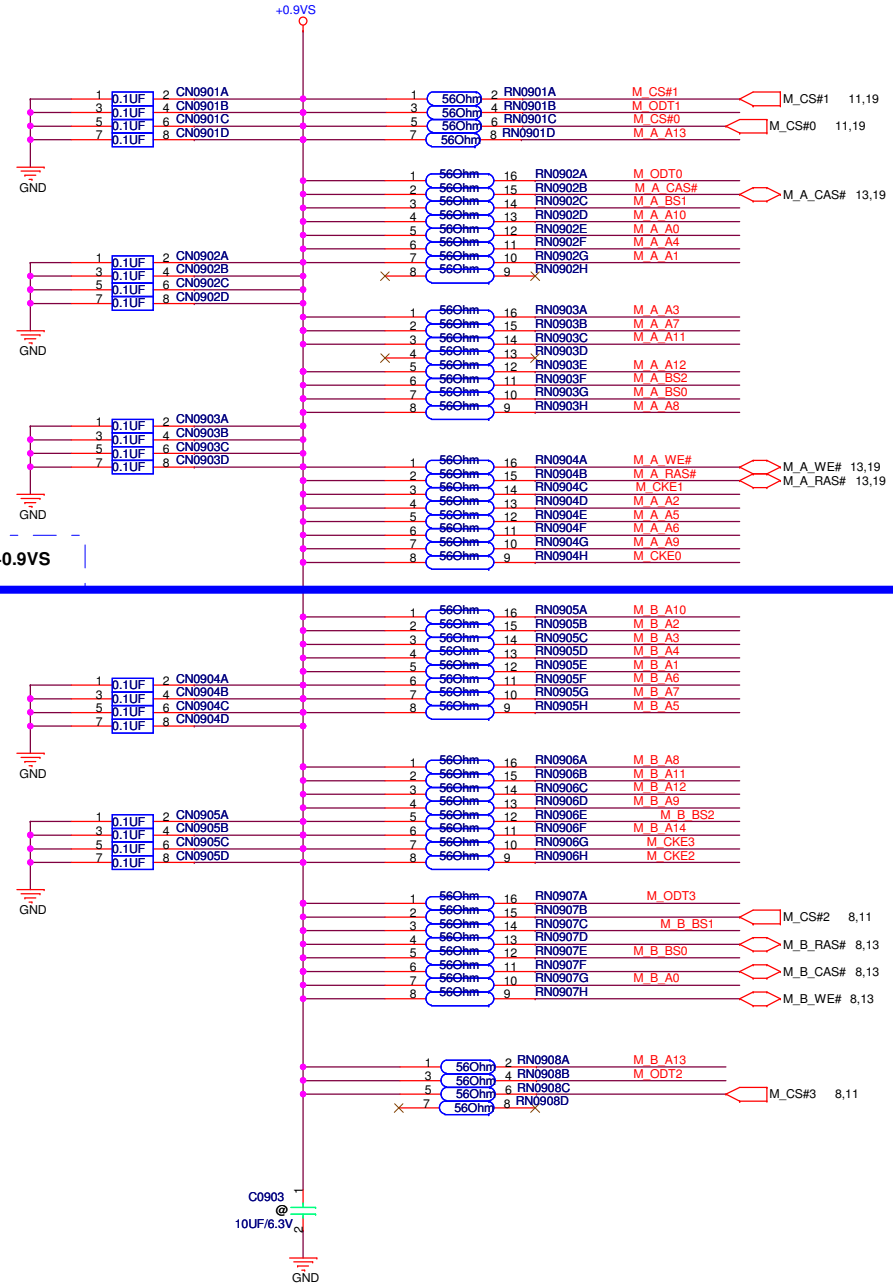 +0.9VS
1 0.1UF 2 CN0901A
3 0.1UF 4 CN0901B
5 0.1UF 6 CN0901C
7 0.1UF 8 CN0901D
GND
1 56Ohm 2 RN0901A M_CS#1 M_CS#1 11,19
3 56Ohm 4 RN0901B M_ODT1
5 56Ohm 6 RN0901C M_CS#0 M_CS#0 11,19
7 56Ohm 8 RN0901D M_A_A13
1 56Ohm 16 RN0902A M_ODT0
2 56Ohm 15 RN0902B M_A_CAS# M_A_CAS# 13,19
3 56Ohm 14 RN0902C M_A_BS1
4 56Ohm 13 RN0902D M_A_A10
5 56Ohm 12 RN0902E M_A_A0
6 56Ohm 11 RN0902F M_A_A4
7 56Ohm 10 RN0902G M_A_A1
8 56Ohm 9 RN0902H
1 0.1UF 2 CN0902A
3 0.1UF 4 CN0902B
5 0.1UF 6 CN0902C
7 0.1UF 8 CN0902D
GND
1 56Ohm 16 RN0903A M_A_A3
2 56Ohm 15 RN0903B M_A_A7
3 56Ohm 14 RN0903C M_A_A11
4 56Ohm 13 RN0903D
5 56Ohm 12 RN0903E M_A_A12
6 56Ohm 11 RN0903F M_A_BS2
7 56Ohm 10 RN0903G M_A_BS0
8 56Ohm 9 RN0903H M_A_A8
1 0.1UF 2 CN0903A
3 0.1UF 4 CN0903B
5 0.1UF 6 CN0903C
7 0.1UF 8 CN0903D
GND
1 56Ohm 16 RN0904A M_A_WE# M_A_WE# 13,19
2 56Ohm 15 RN0904B M_A_RAS# M_A_RAS# 13,19
3 56Ohm 14 RN0904C M_CKE1
4 56Ohm 13 RN0904D M_A_A2
5 56Ohm 12 RN0904E M_A_A5
6 56Ohm 11 RN0904F M_A_A6
7 56Ohm 10 RN0904G M_A_A9
8 56Ohm 9 RN0904H M_CKE0
0.9VS
1 56Ohm 16 RN0905A M_B_A10
2 56Ohm 15 RN0905B M_B_A2
3 56Ohm 14 RN0905C M_B_A3
4 56Ohm 13 RN0905D M_B_A4
5 56Ohm 12 RN0905E M_B_A1
6 56Ohm 11 RN0905F M_B_A6
7 56Ohm 10 RN0905G M_B_A7
8 56Ohm 9 RN0905H M_B_A5
1 0.1UF 2 CN0904A
3 0.1UF 4 CN0904B
5 0.1UF 6 CN0904C
7 0.1UF 8 CN0904D
GND
1 56Ohm 16 RN0906A M_B_A8
2 56Ohm 15 RN0906B M_B_A11
3 56Ohm 14 RN0906C M_B_A12
4 56Ohm 13 RN0906D M_B_A9
5 56Ohm 12 RN0906E M_B_BS2
6 56Ohm 11 RN0906F M_B_A14
7 56Ohm 10 RN0906G M_CKE3
8 56Ohm 9 RN0906H M_CKE2
1 0.1UF 2 CN0905A
3 0.1UF 4 CN0905B
5 0.1UF 6 CN0905C
7 0.1UF 8 CN0905D
GND
1 56Ohm 16 RN0907A M_ODT3
2 56Ohm 15 RN0907B M_CS#2 8,11
3 56Ohm 14 RN0907C M_B_BS1
4 56Ohm 13 RN0907D M_B_RAS# 8,13
5 56Ohm 12 RN0907E M_B_BS0
6 56Ohm 11 RN0907F M_B_CAS# 8,13
7 56Ohm 10 RN0907G M_B_A0
8 56Ohm 9 RN0907H M_B_WE# 8,13
1 56Ohm 2 RN0908A M_B_A13
3 56Ohm 4 RN0908B M_ODT2
5 56Ohm 6 RN0908C M_CS#3 8,11
7 56Ohm 8 RN0908D
C0903 1
@
10UF/6.3V 2
GND